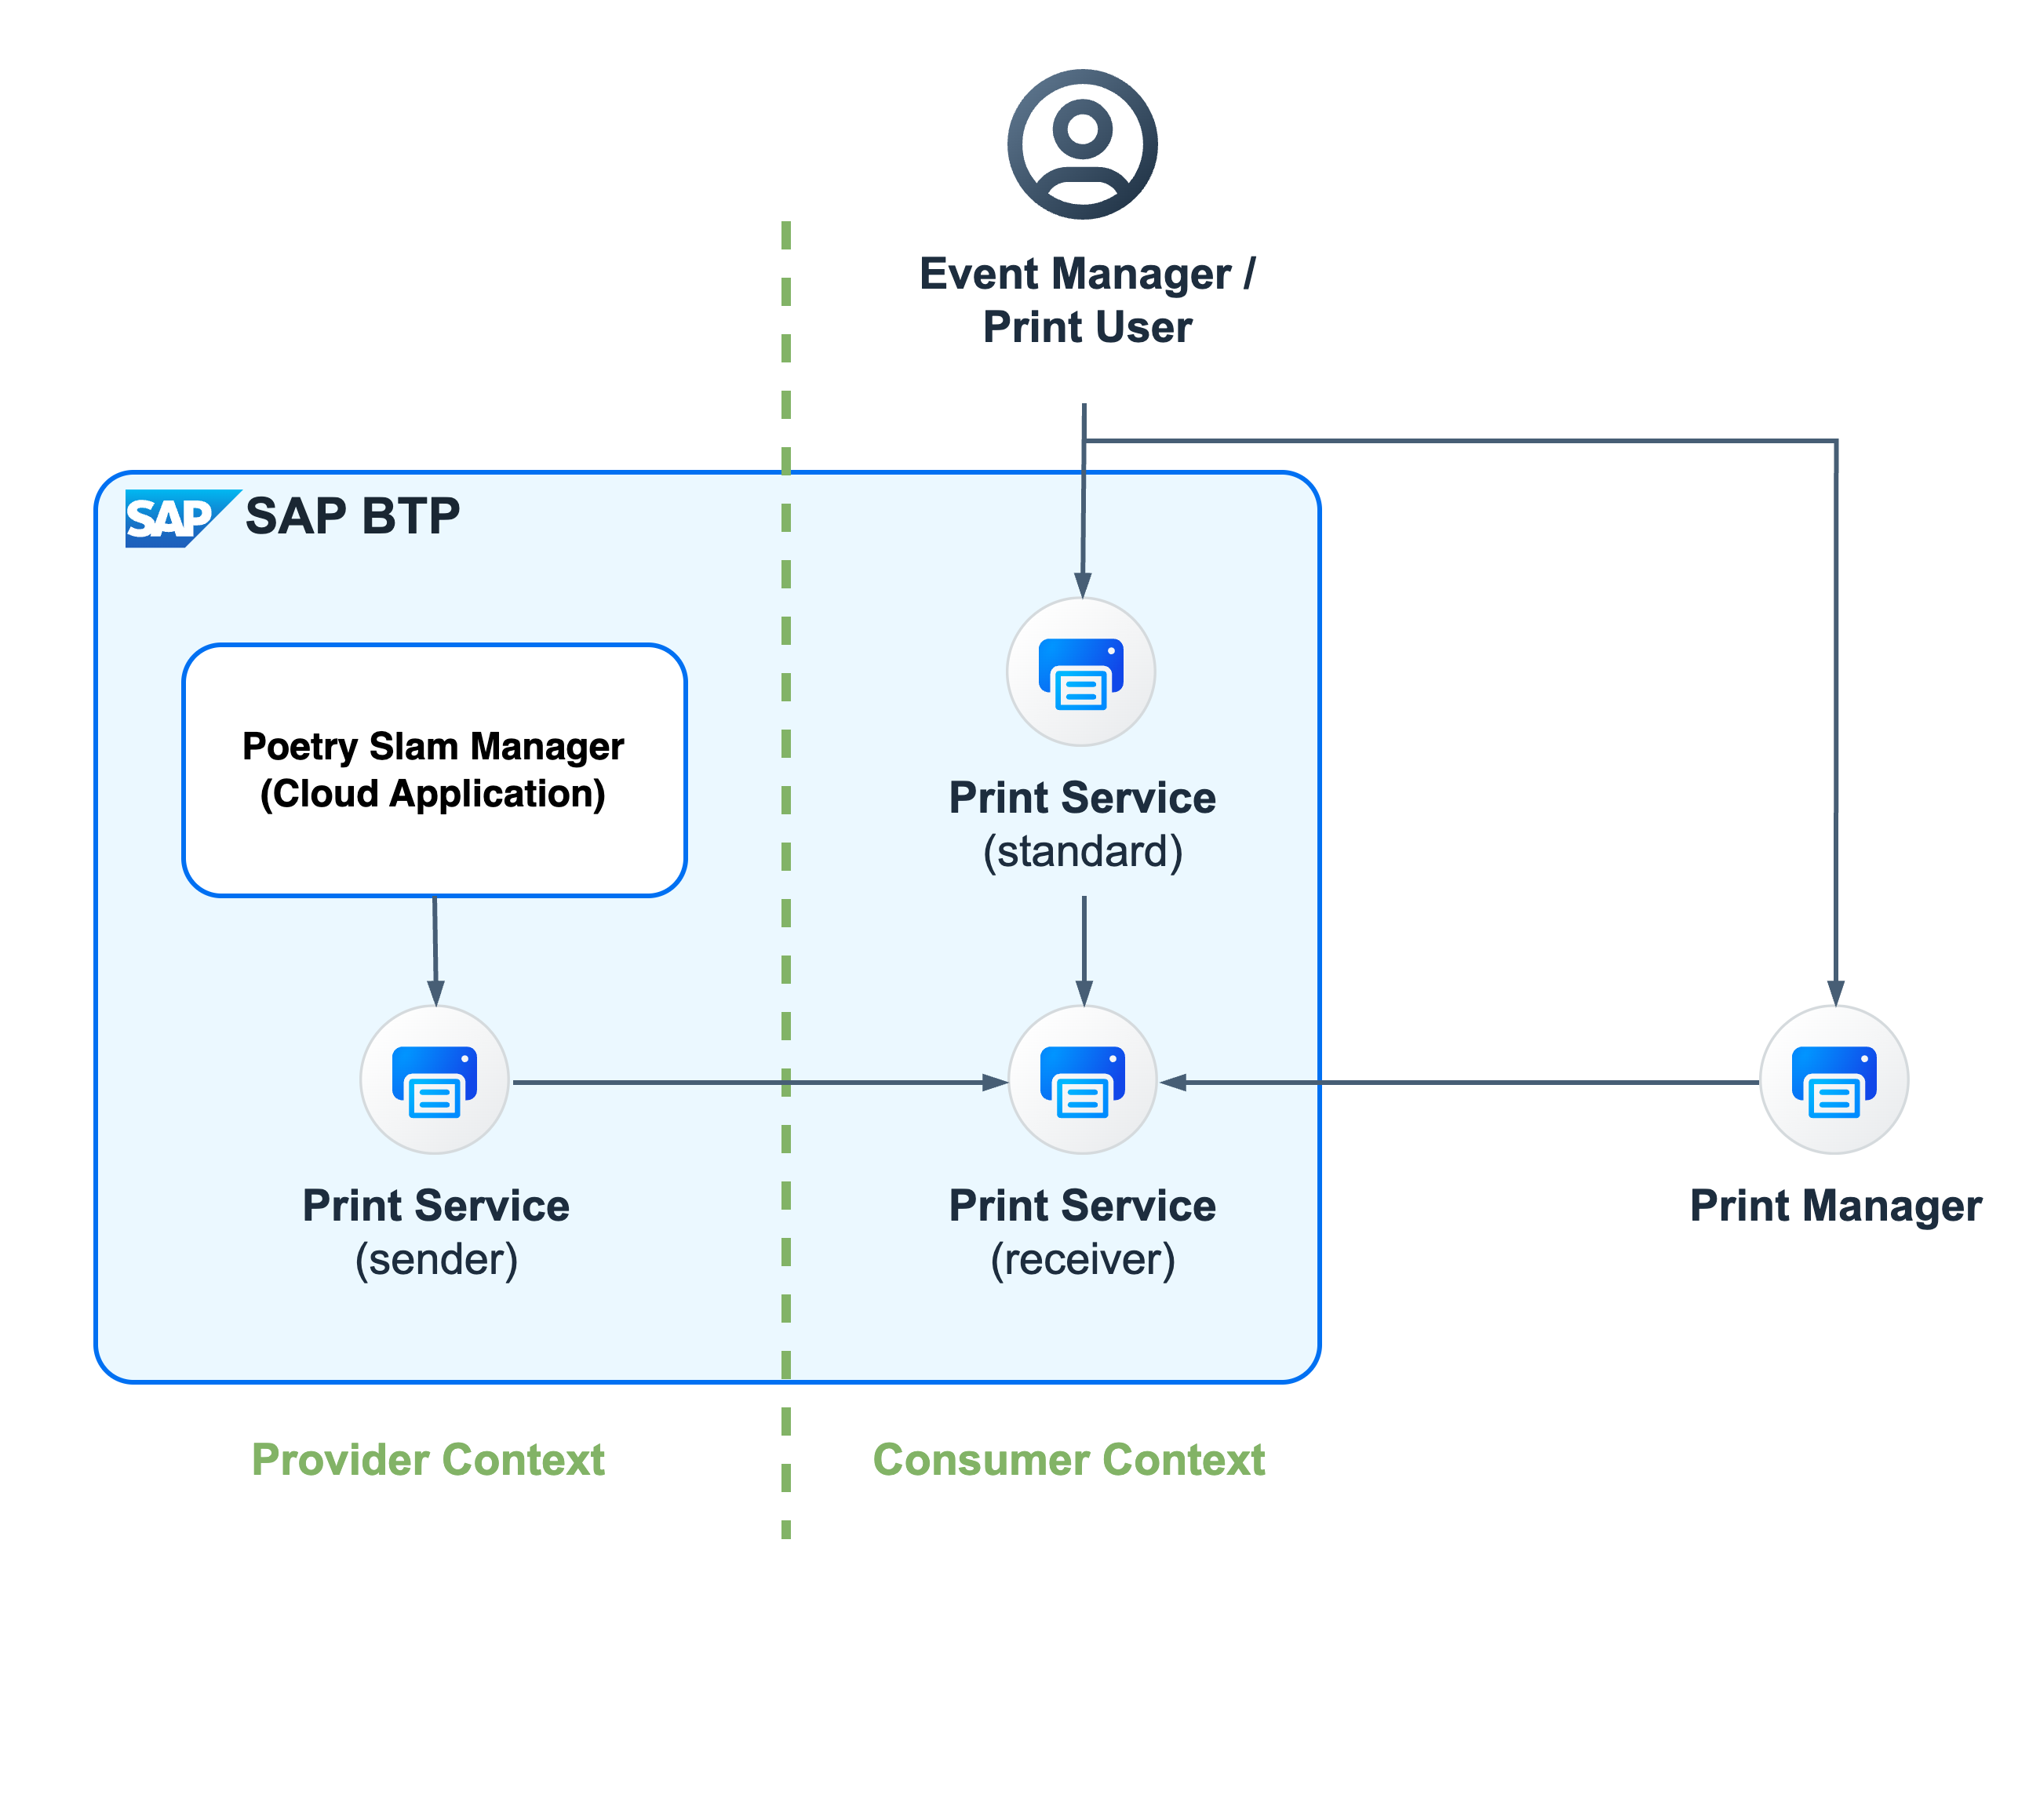 Event Manager /
Print User
SAP SAP BTP
Poetry Slam Manager
(Cloud Application)
Print Service
(standard)
Print Service
(sender)
Print Service
(receiver)
Print Manager
Provider Context
Consumer Context